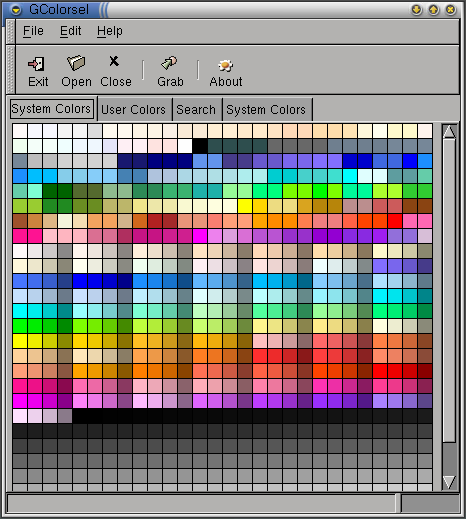 GColorsel
File Edit Help
Exit Open Close Grab About
System Colors User Colors Search System Colors